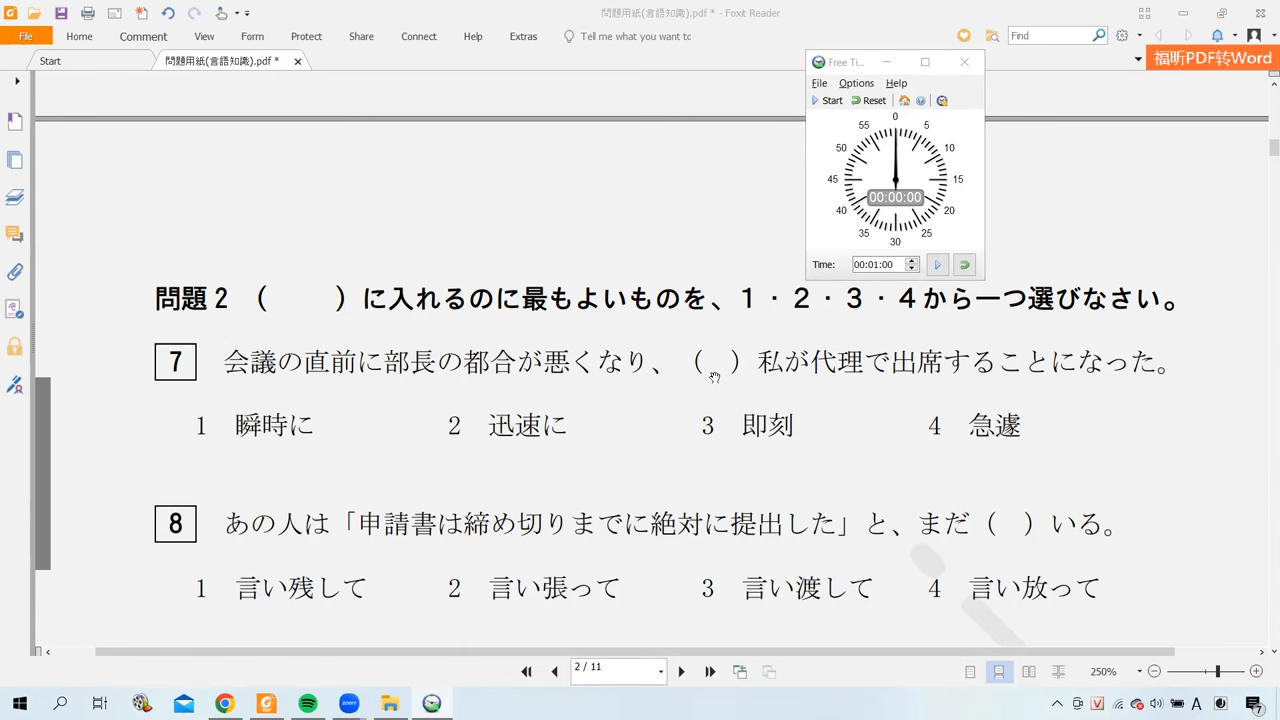 問題用紙(言語知識).pdf * - Foxit Reader
File Home Comment View Form Protect Share Connect Help Extras Tell me what you want tc Find
Start 問題用紙(言語知識).pdf * 福昕PDF转Word
Free Ti...
File Options Help
Start Reset
0
55 5
50 10
45 15
00:00:00
40 20
35 25
30
Time: 00:01:00
問題2 (　　)に入れるのに最もよいものを、1・2・3・4から一つ選びなさい。
7 会議の直前に部長の都合が悪くなり、(　)私が代理で出席することになった。
1 瞬時に 2 迅速に 3 即刻 4 急遽
8 あの人は「申請書は締め切りまでに絶対に提出した」と、まだ(　)いる。
1 言い残して 2 言い張って 3 言い渡して 4 言い放って
2 / 11 250%
zoom V A 7